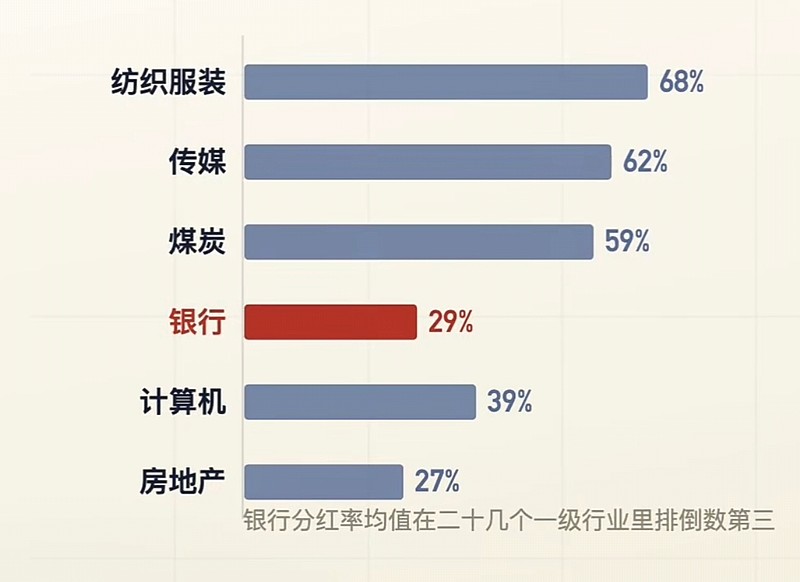 纺织服装 68%
传媒 62%
煤炭 59%
银行 29%
计算机 39%
房地产 27%
银行分红率均值在二十几个一级行业里排倒数第三